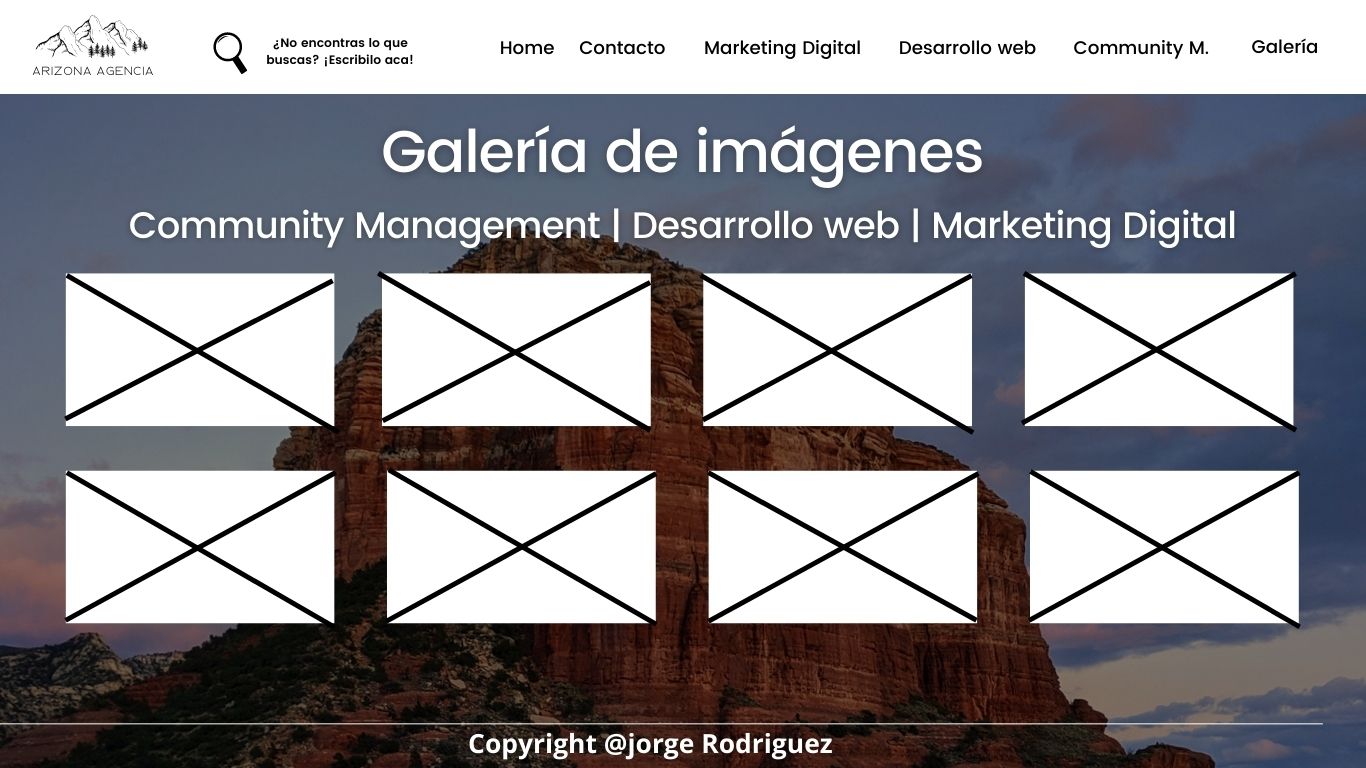 ARIZONA AGENCIA
¿No encontras lo que
buscas? ¡Escribilo aca!
Home
Contacto
Marketing Digital
Desarrollo web
Community M.
Galería
Galería de imágenes
Community Management | Desarrollo web | Marketing Digital
Copyright @jorge Rodriguez